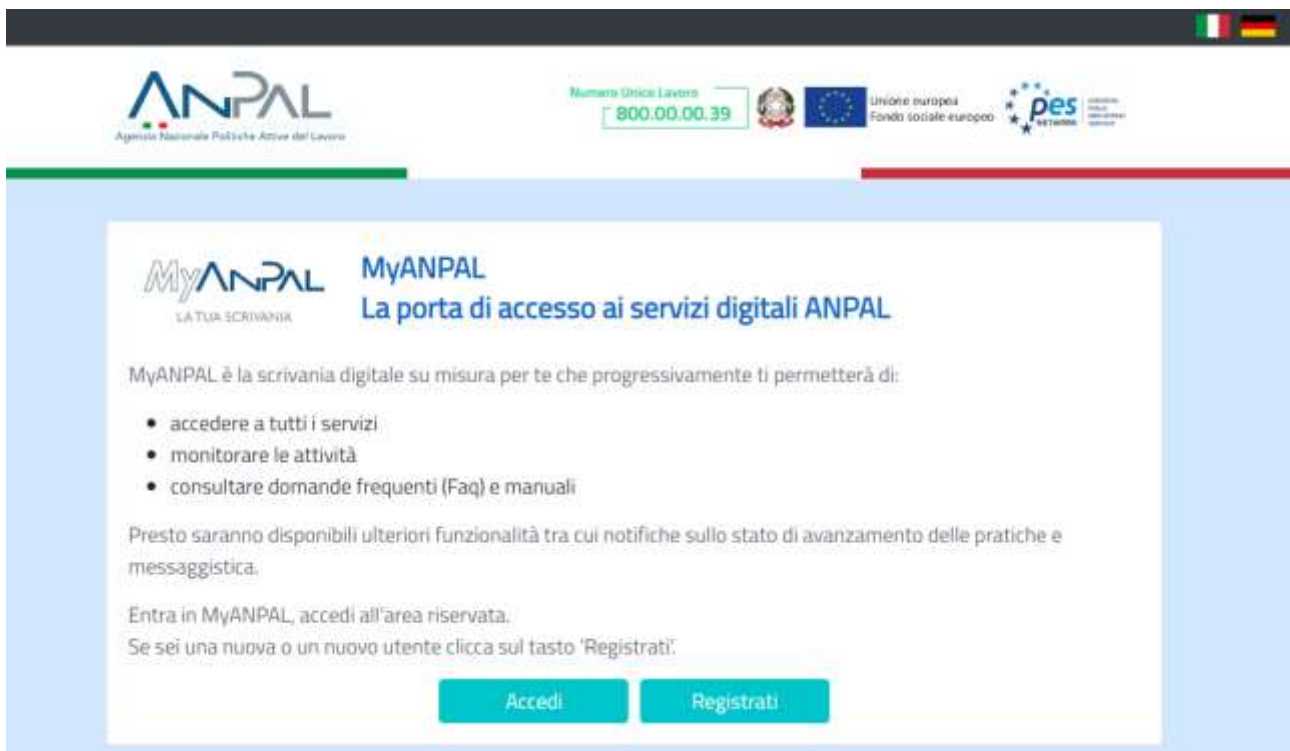 ANPAL
Agenzia Nazionale Politiche Attive del Lavoro
Numero Unico Lavoro
800.00.00.39
Unione europea
Fondo sociale europeo
pes
NETWORK
MyANPAL
LA TUA SCRIVANIA
MyANPAL
La porta di accesso ai servizi digitali ANPAL
MyANPAL è la scrivania digitale su misura per te che progressivamente ti permetterà di:
accedere a tutti i servizi
monitorare le attività
consultare domande frequenti (Faq) e manuali
Presto saranno disponibili ulteriori funzionalità tra cui notifiche sullo stato di avanzamento delle pratiche e
messaggistica.
Entra in MyANPAL, accedi all'area riservata.
Se sei una nuova o un nuovo utente clicca sul tasto 'Registrati'.
Accedi
Registrati